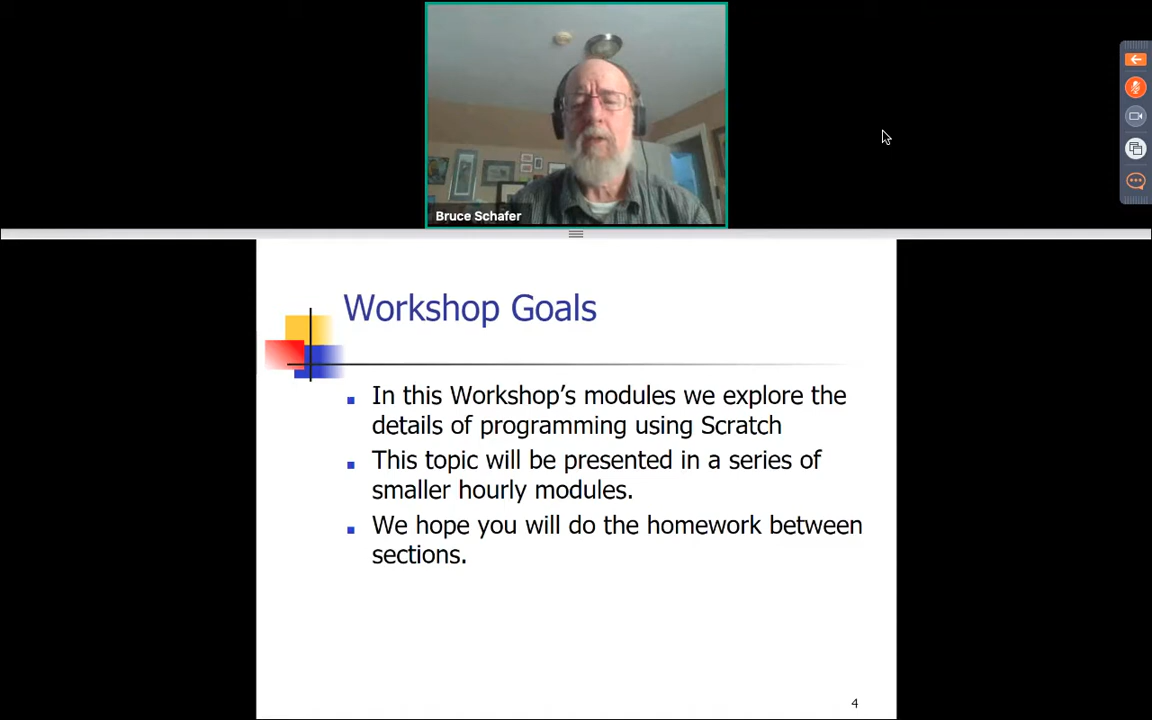 Bruce Schafer
Workshop Goals
In this Workshop's modules we explore the
details of programming using Scratch
This topic will be presented in a series of
smaller hourly modules.
We hope you will do the homework between
sections.
4